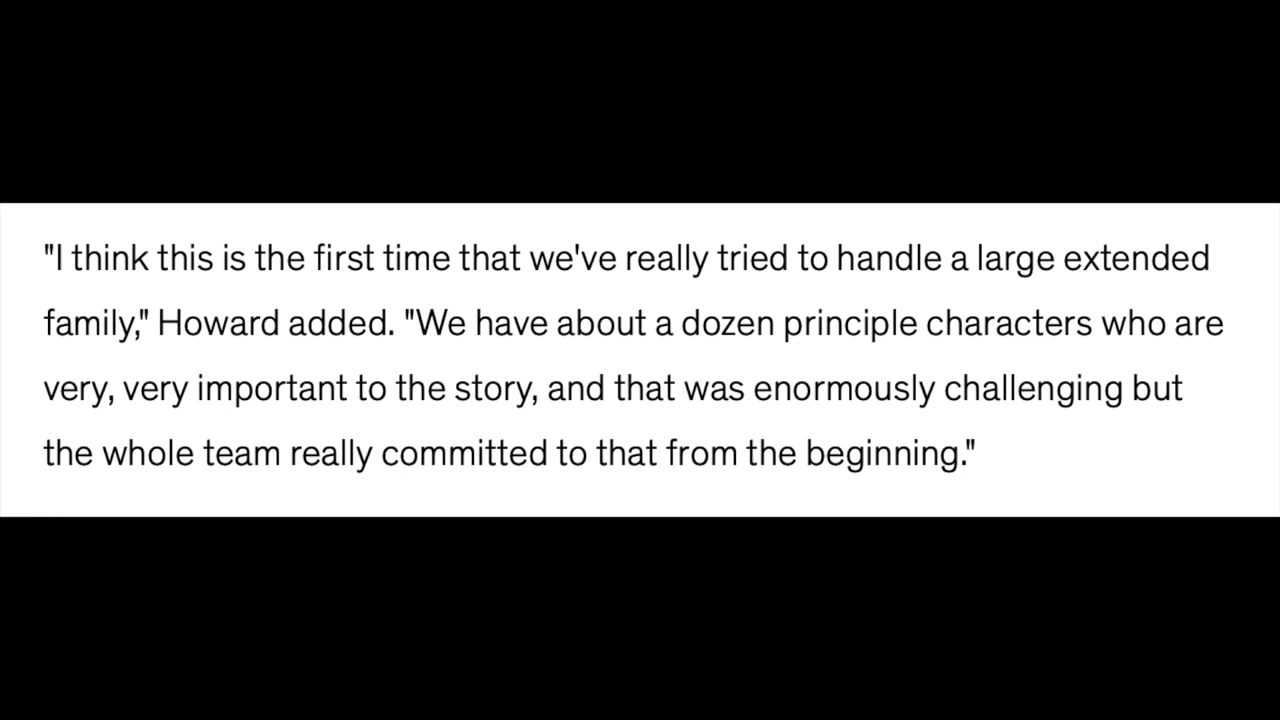 "I think this is the first time that we've really tried to handle a large extended
family," Howard added. "We have about a dozen principle characters who are
very, very important to the story, and that was enormously challenging but
the whole team really committed to that from the beginning."